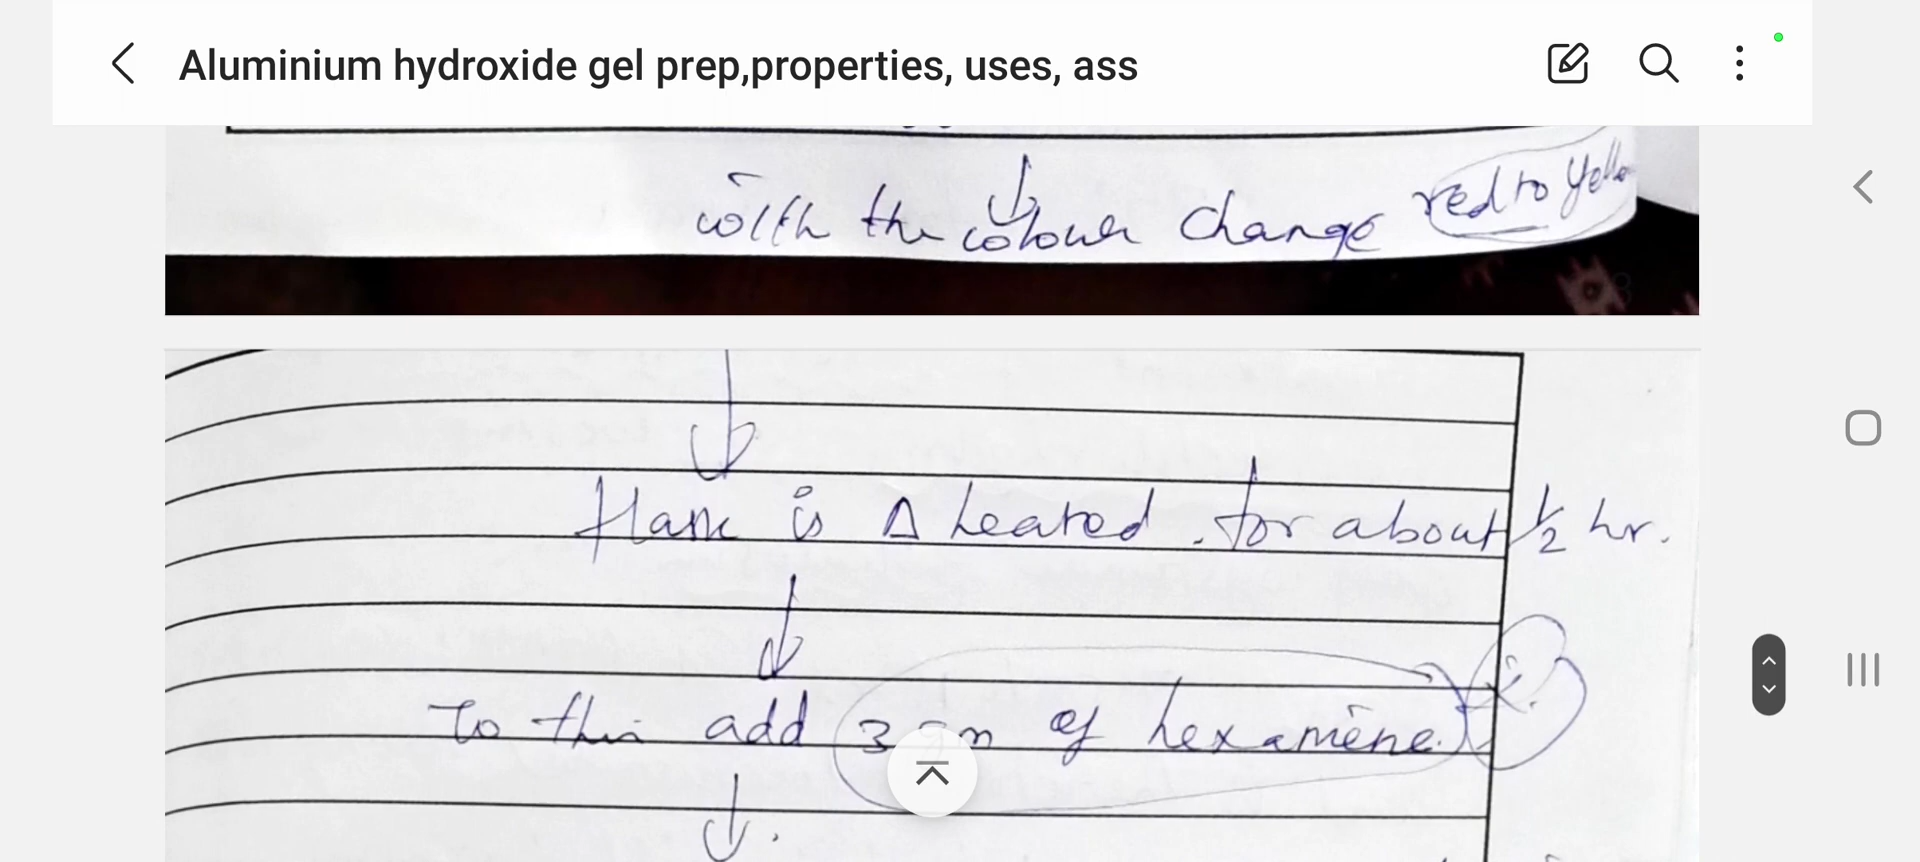 Aluminium hydroxide gel prep,properties, uses, ass
with the colour change red to yello
flask is Δ heated for about 1/2 hr.
To this add 3 gm of hexamine.